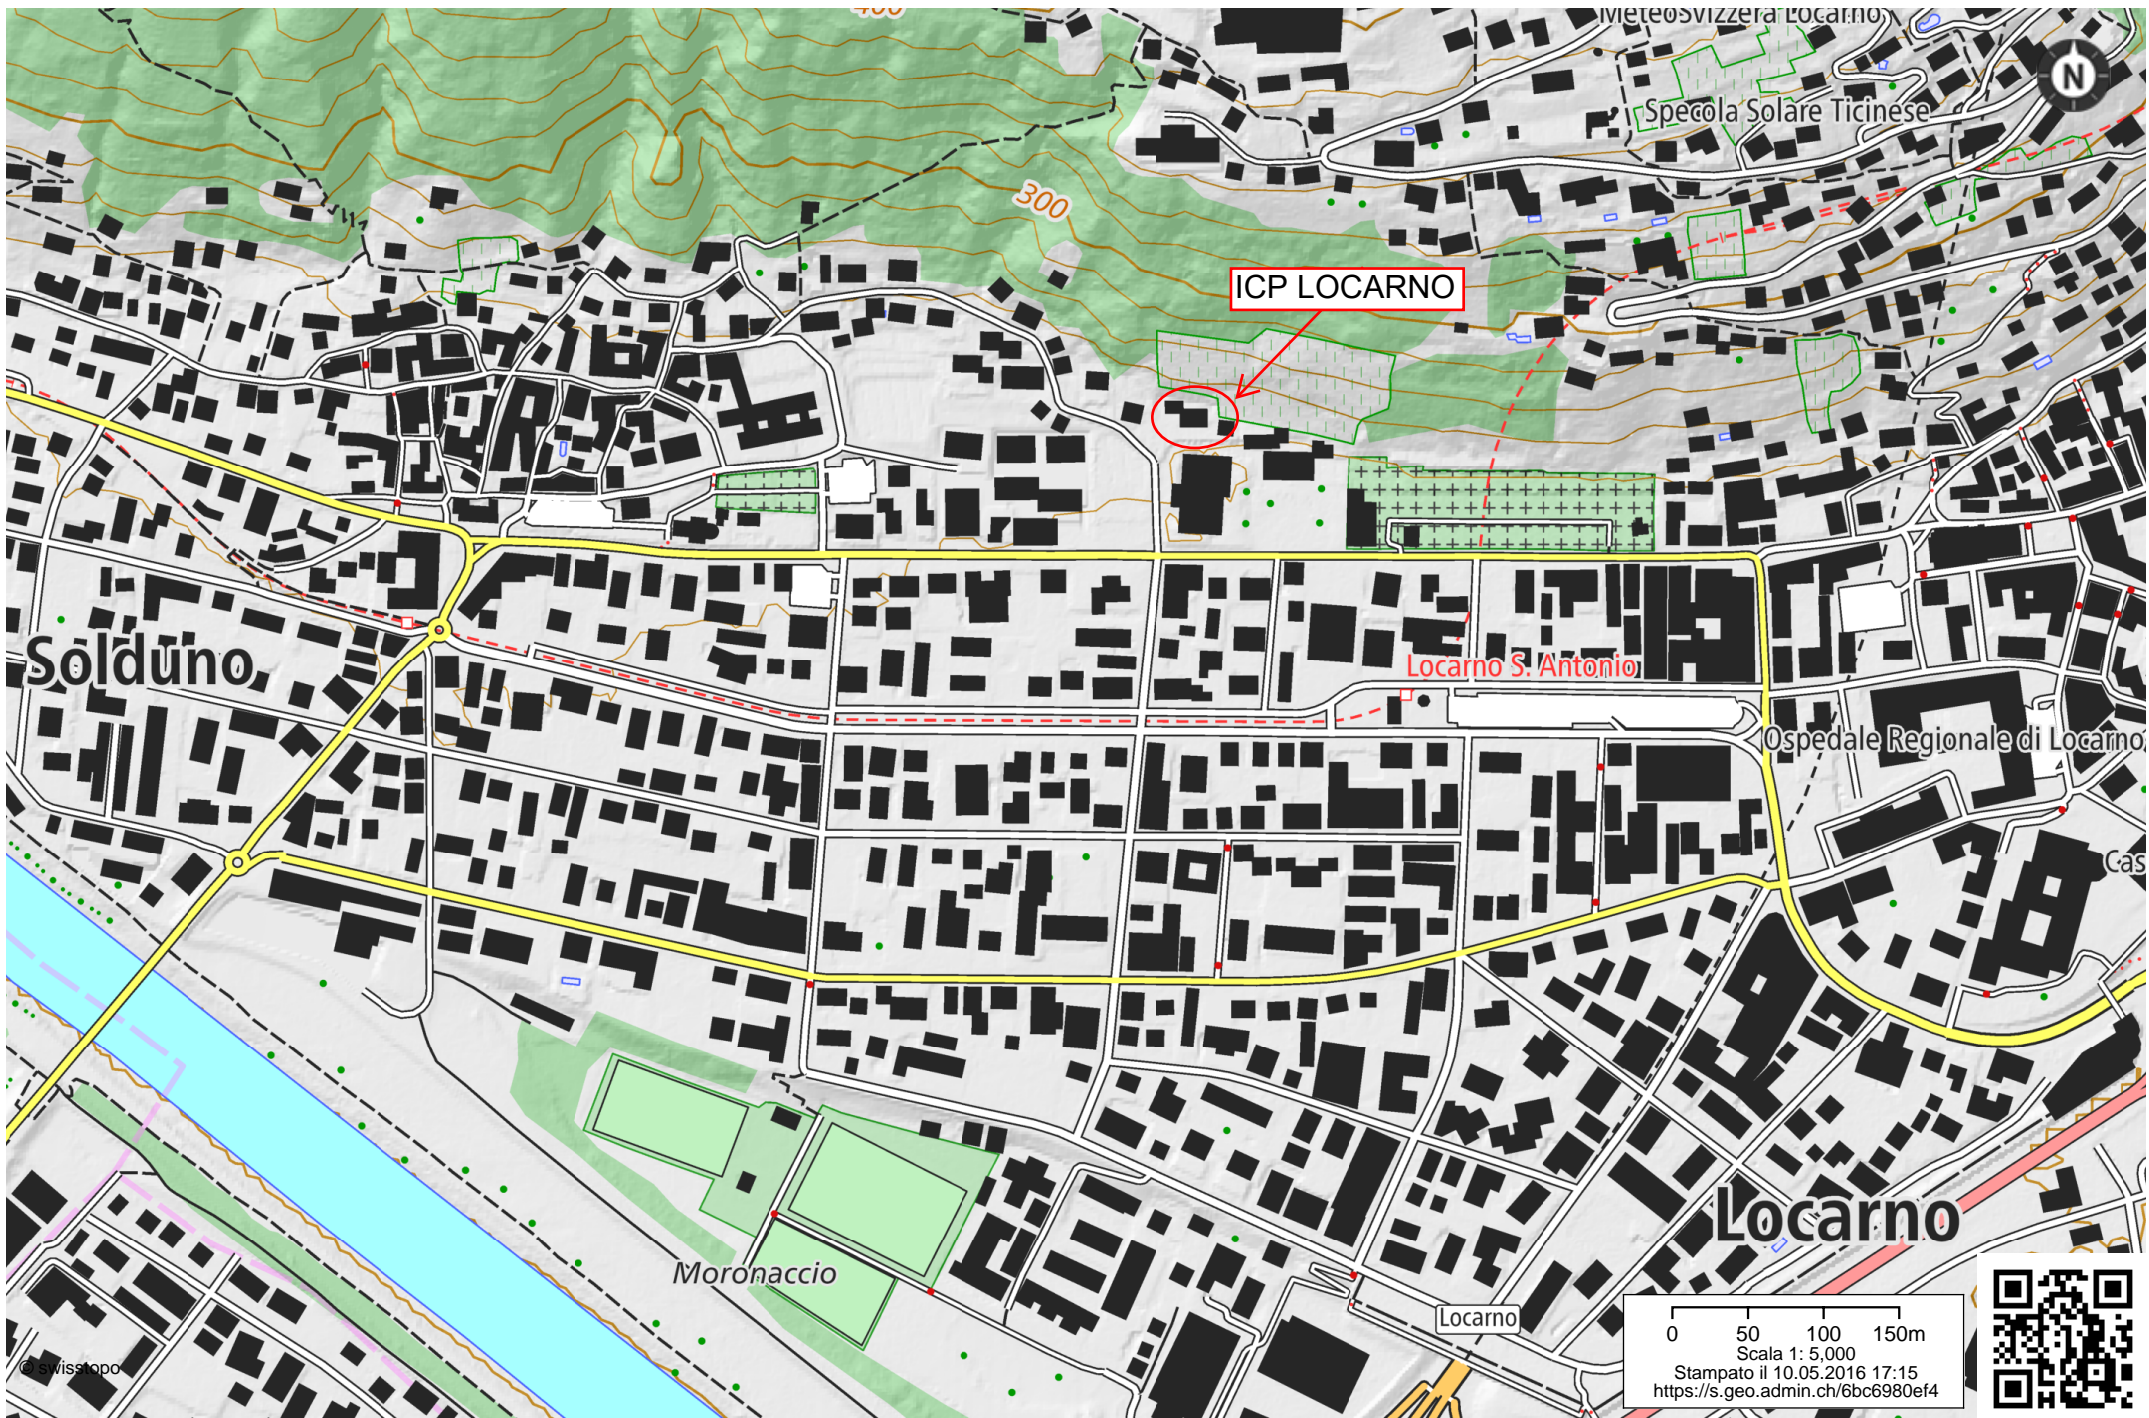 400
MeteoSvizzera Locarno
N
Specola Solare Ticinese
300
ICP LOCARNO
Solduno
Locarno S. Antonio
Ospedale Regionale di Locarno
Cas
Locarno
Moronaccio
Locarno
0 50 100 150m
Scala 1: 5,000
Stampato il 10.05.2016 17:15
https://s.geo.admin.ch/6bc6980ef4
© swisstopo